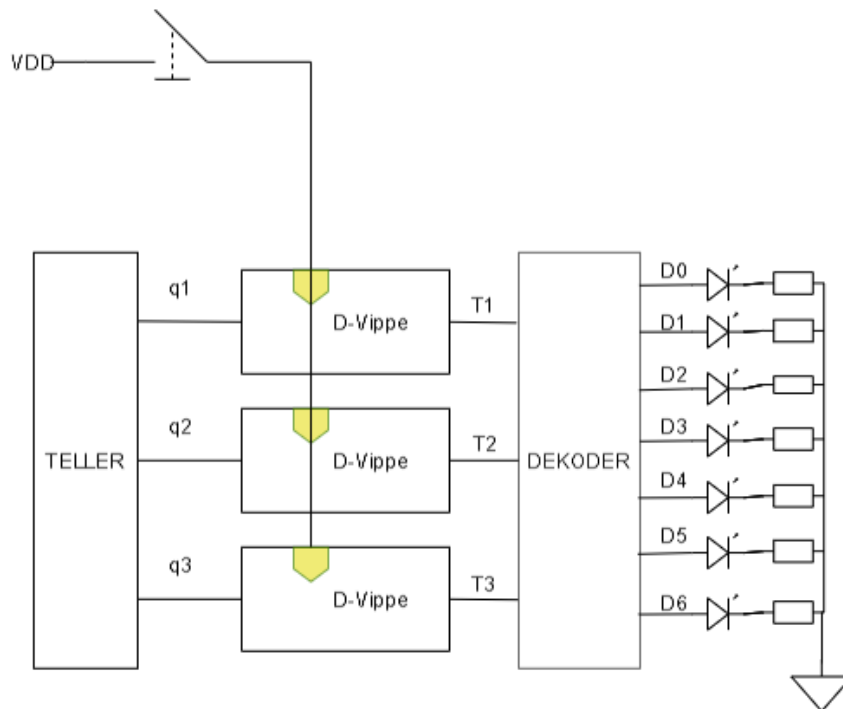 VDD
TELLER
q1
q2
q3
D-Vippe
D-Vippe
D-Vippe
T1
T2
T3
DEKODER
D0
D1
D2
D3
D4
D5
D6